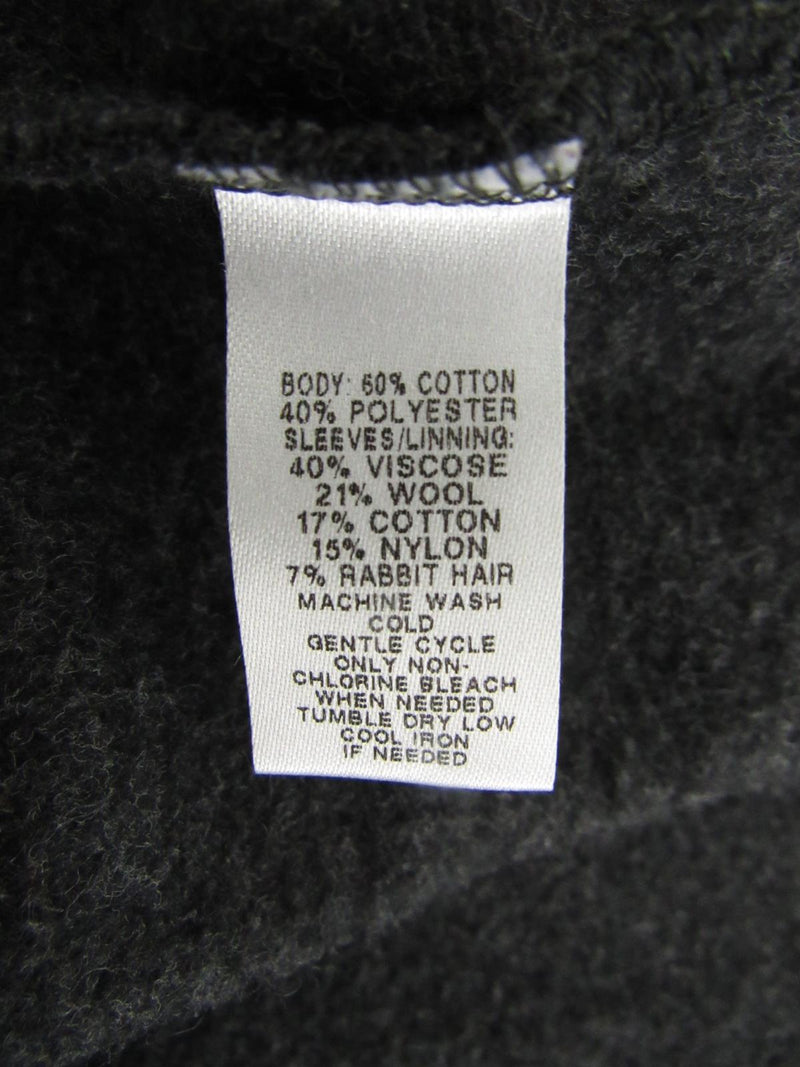 BODY: 60% COTTON
40% POLYESTER
SLEEVES/LINNING:
40% VISCOSE
21% WOOL
17% COTTON
15% NYLON
7% RABBIT HAIR
MACHINE WASH
COLD
GENTLE CYCLE
ONLY NON-
CHLORINE BLEACH
WHEN NEEDED
TUMBLE DRY LOW
COOL IRON
IF NEEDED